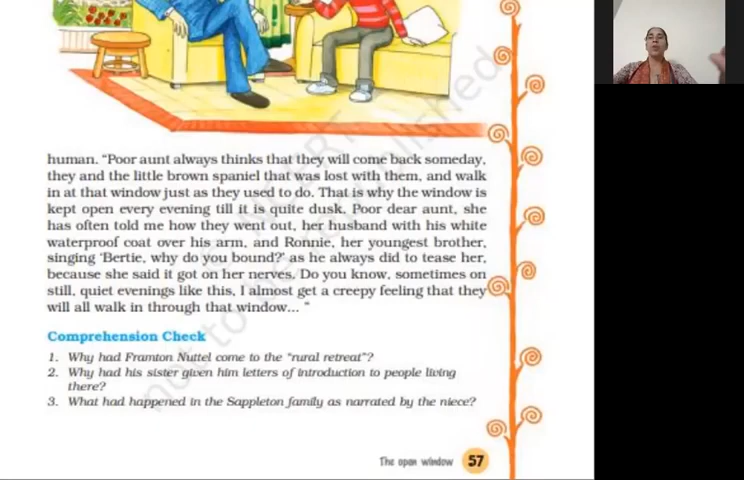 human. "Poor aunt always thinks that they will come back someday,
they and the little brown spaniel that was lost with them, and walk
in at that window just as they used to do. That is why the window is
kept open every evening till it is quite dusk. Poor dear aunt, she
has often told me how they went out, her husband with his white
waterproof coat over his arm, and Ronnie, her youngest brother,
singing 'Bertie, why do you bound?' as he always did to tease her,
because she said it got on her nerves. Do you know, sometimes on
still, quiet evenings like this, I almost get a creepy feeling that they
will all walk in through that window... "
Comprehension Check
1. Why had Framton Nuttel come to the "rural retreat"?
2. Why had his sister given him letters of introduction to people living
there?
3. What had happened in the Sappleton family as narrated by the niece?
The open window 57
not to be republished